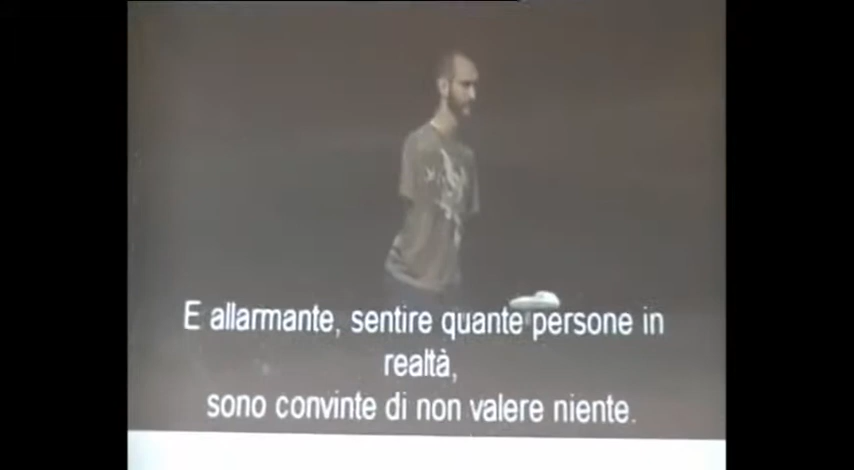 E allarmante, sentire quante persone in
realtà,
sono convinte di non valere niente.